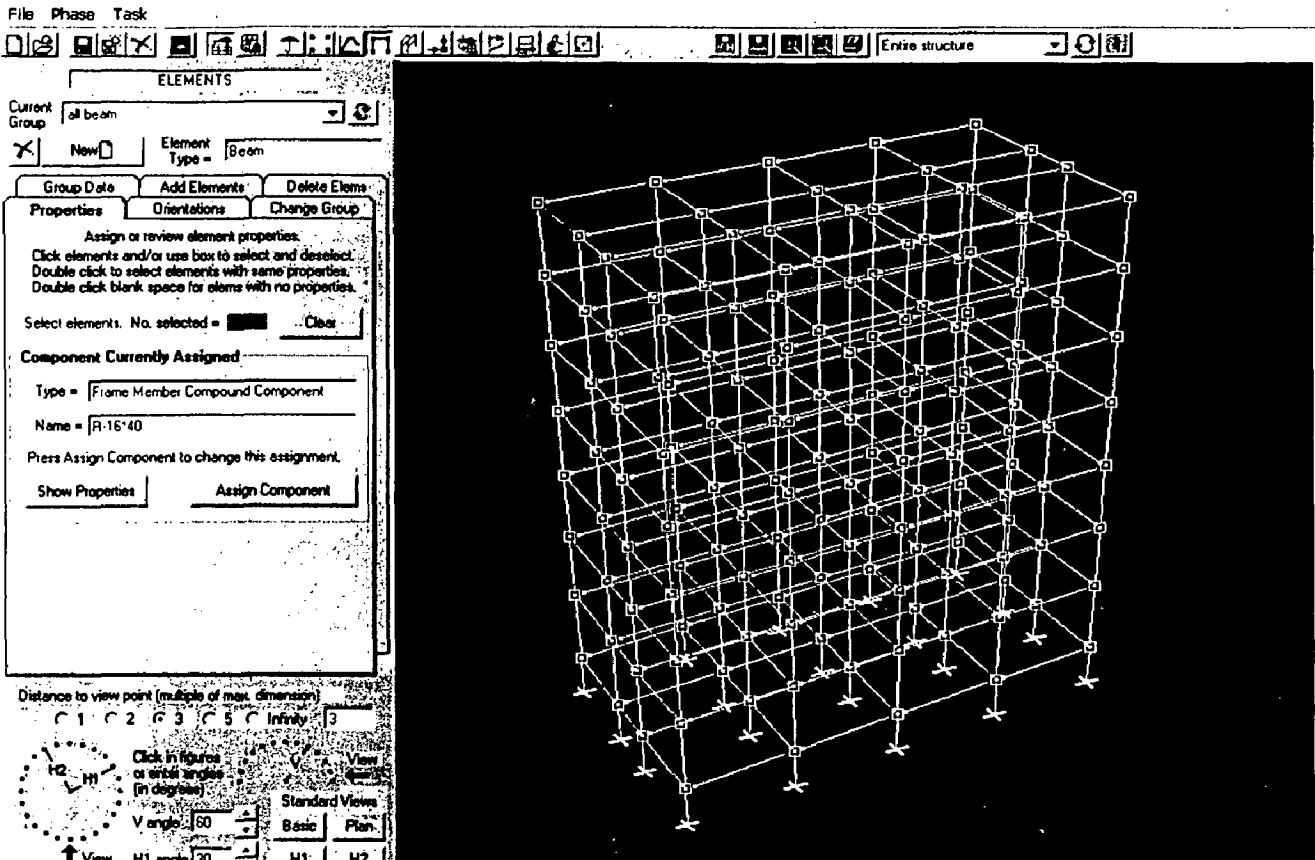 File Phase Task
Entire structure
ELEMENTS
Current Group all beam
New Element Type = Beam
Group Data Add Elements Delete Elems
Properties Orientations Change Group
Assign or review element properties.
Click elements and/or use box to select and deselect.
Double click to select elements with same properties.
Double click blank space for elems with no properties.
Select elements. No. selected = Clear
Component Currently Assigned
Type = Frame Member Compound Component
Name = R-16*40
Press Assign Component to change this assignment.
Show Properties Assign Component
Distance to view point (multiple of max. dimension)
1 2 3 5 Infinity 3
H2 H1
Click in figures
or enter angles
(in degrees)
V View
Standard Views
V angle 60 Basic Plan
View H1 angle 30 H1 H2